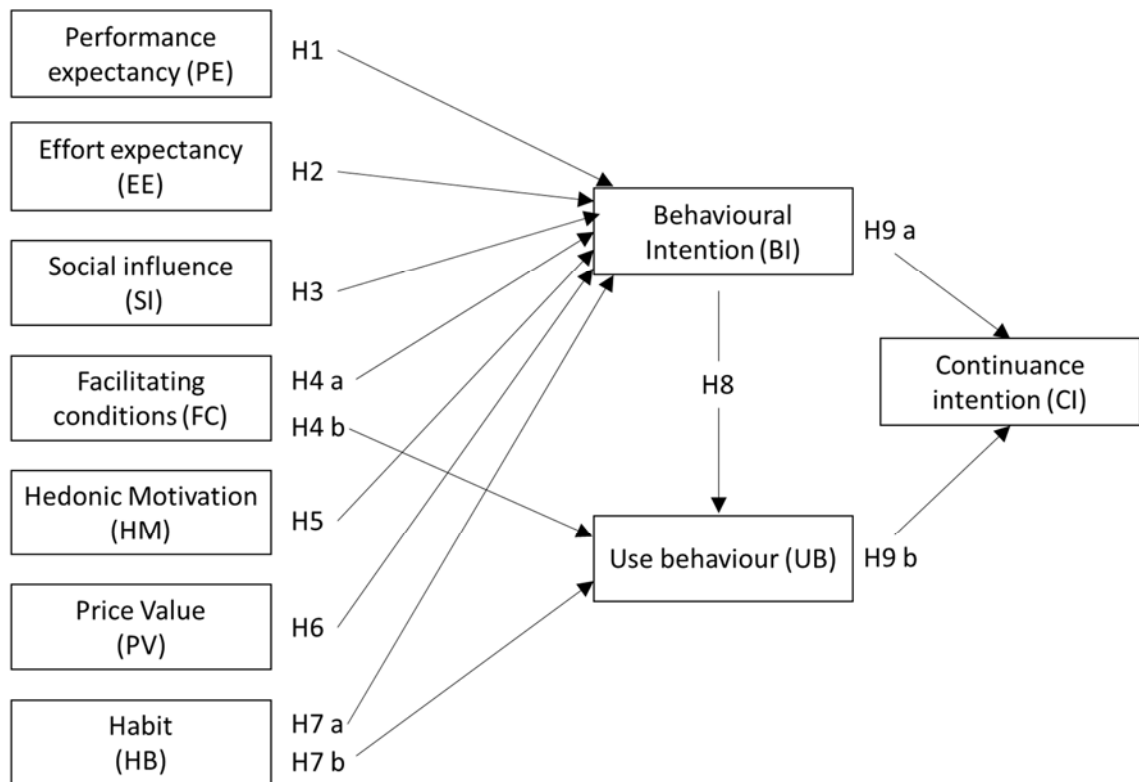 Performance
expectancy (PE)
H1
Effort expectancy
(EE)
H2
Social influence
(SI)
H3
Facilitating
conditions (FC)
H4 a
H4 b
Hedonic Motivation
(HM)
H5
Price Value
(PV)
H6
Habit
(HB)
H7 a
H7 b
Behavioural
Intention (BI)
H9 a
H8
Use behaviour (UB)
H9 b
Continuance
intention (CI)